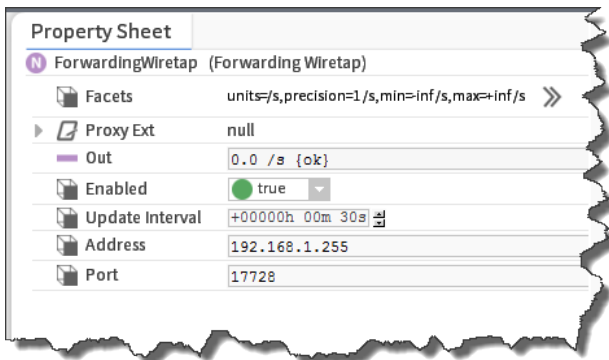 Property Sheet
N ForwardingWiretap (Forwarding Wiretap)
Facets units=/s,precision=1/s,min=-inf/s,max=+inf/s
Proxy Ext null
Out 0.0 /s {ok}
Enabled true
Update Interval +00000h 00m 30s
Address 192.168.1.255
Port 17728